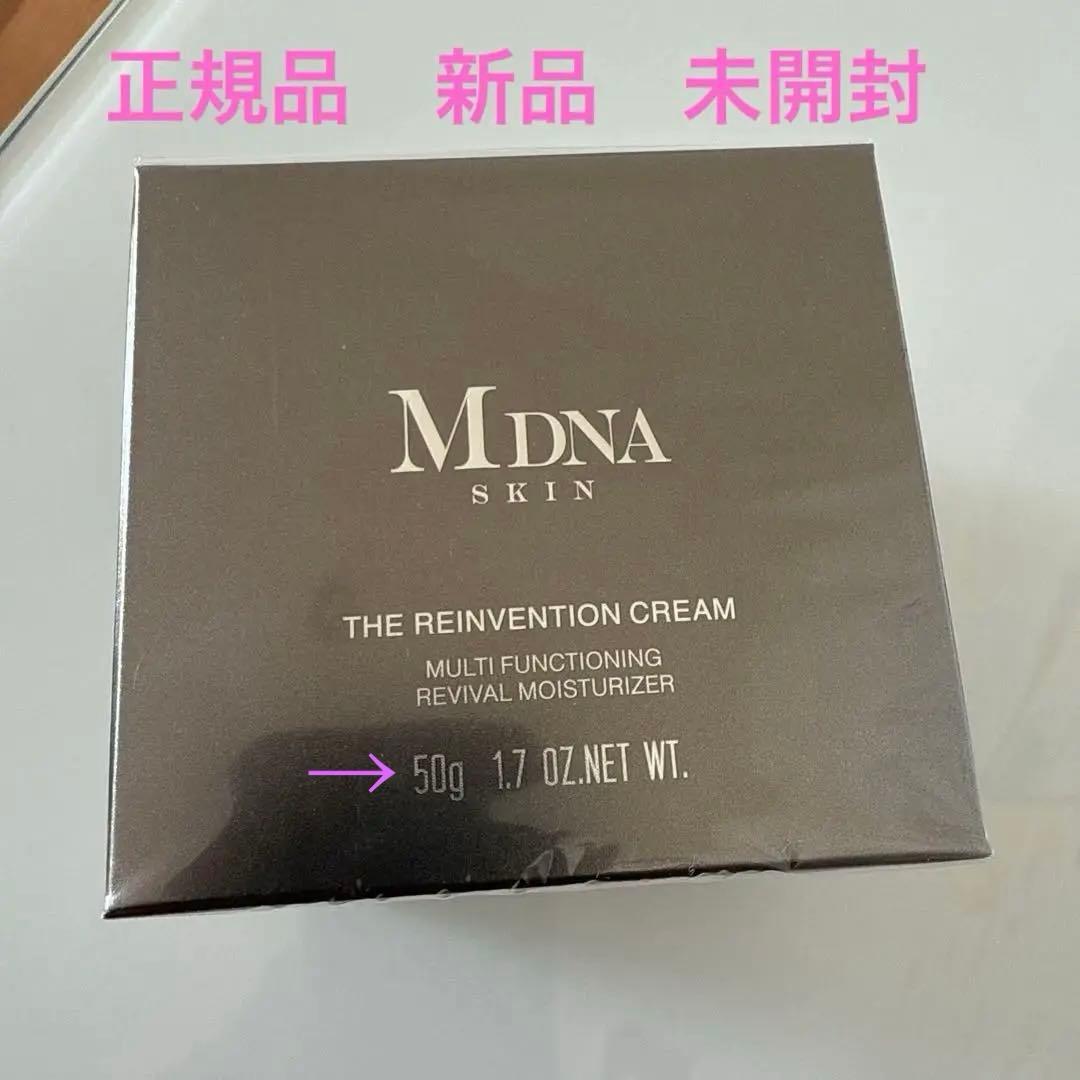 正規品　新品　未開封
MDNA
SKIN
THE REINVENTION CREAM
MULTI FUNCTIONING
REVIVAL MOISTURIZER
→ 50g 1.7 OZ.NET WT.